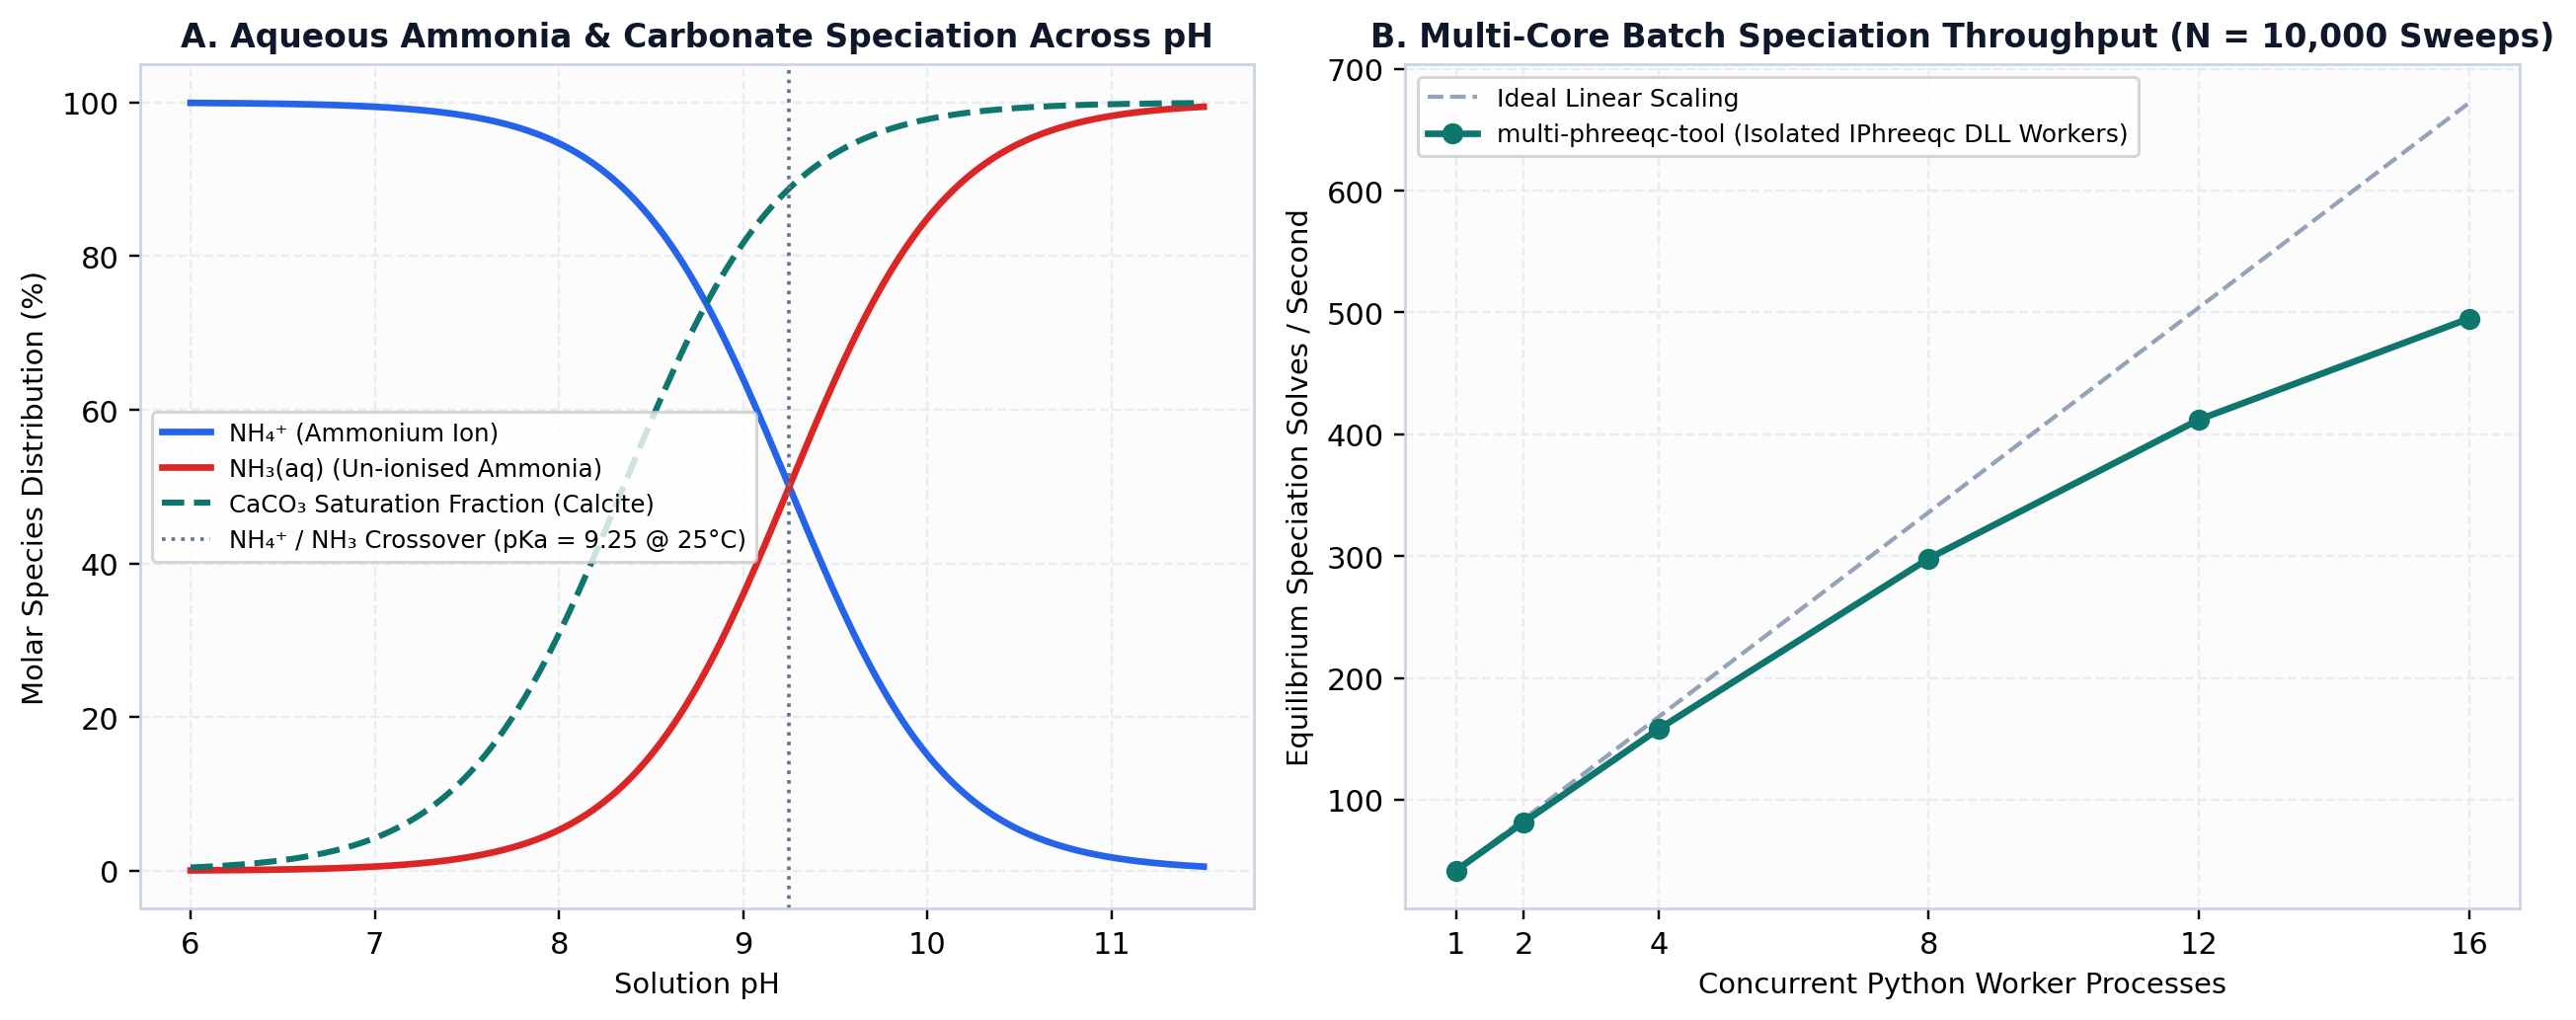 A. Aqueous Ammonia & Carbonate Speciation Across pH
Molar Species Distribution (%)
100
80
60
40
20
0
NH₄⁺ (Ammonium Ion)
NH₃(aq) (Un-ionised Ammonia)
CaCO₃ Saturation Fraction (Calcite)
NH₄⁺ / NH₃ Crossover (pKa = 9.25 @ 25°C)
6 7 8 9 10 11
Solution pH
B. Multi-Core Batch Speciation Throughput (N = 10,000 Sweeps)
Equilibrium Speciation Solves / Second
700
600
500
400
300
200
100
Ideal Linear Scaling
multi-phreeqc-tool (Isolated IPhreeqc DLL Workers)
1 2 4 8 12 16
Concurrent Python Worker Processes